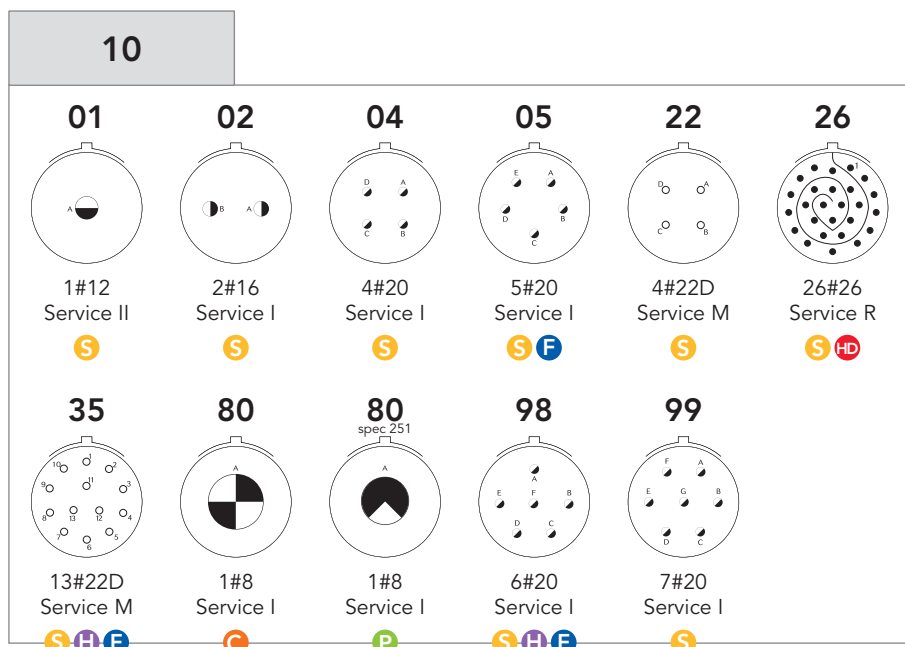 10
01 02 04 05 22 26
A
B A
D A
C B
E A
D B
C
D A
C B
1
1#12 2#16 4#20 5#20 4#22D 26#26
Service II Service I Service I Service I Service M Service R
S S S S F S S HD
35 80 80 98 99
spec 251
10 1 2
9 11 3
8 13 12 4
7 6 5
A
A
A
E F B
D C
F A
E G B
D C
13#22D 1#8 1#8 6#20 7#20
Service M Service I Service I Service I Service I
S H F C P S H F S